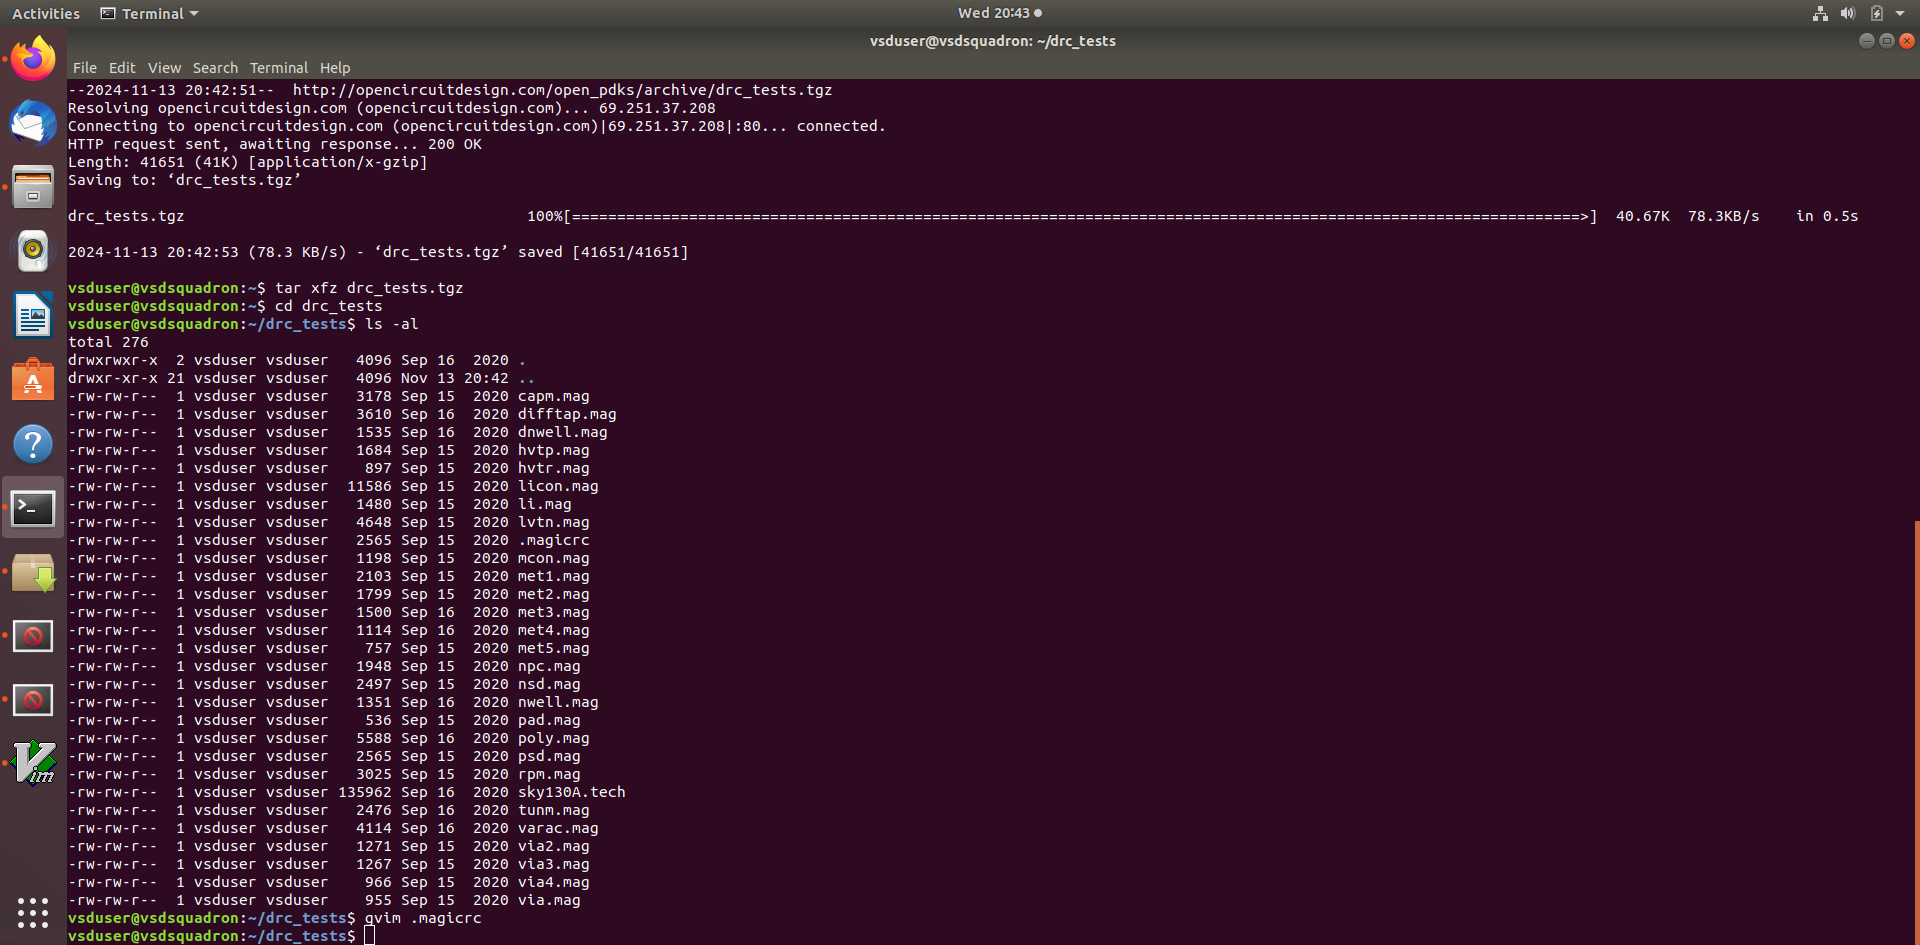 Activities Terminal Wed 20:43
vsduser@vsdsquadron: ~/drc_tests
File Edit View Search Terminal Help
--2024-11-13 20:42:51--  http://opencircuitdesign.com/open_pdks/archive/drc_tests.tgz
Resolving opencircuitdesign.com (opencircuitdesign.com)... 69.251.37.208
Connecting to opencircuitdesign.com (opencircuitdesign.com)|69.251.37.208|:80... connected.
HTTP request sent, awaiting response... 200 OK
Length: 41651 (41K) [application/x-gzip]
Saving to: ‘drc_tests.tgz’
drc_tests.tgz 100%[================================================================================================================>] 40.67K 78.3KB/s in 0.5s
2024-11-13 20:42:53 (78.3 KB/s) - ‘drc_tests.tgz’ saved [41651/41651]
vsduser@vsdsquadron:~$ tar xfz drc_tests.tgz
vsduser@vsdsquadron:~$ cd drc_tests
vsduser@vsdsquadron:~/drc_tests$ ls -al
total 276
drwxrwxr-x  2 vsduser vsduser   4096 Sep 16  2020 .
drwxr-xr-x 21 vsduser vsduser   4096 Nov 13 20:42 ..
-rw-rw-r--  1 vsduser vsduser   3178 Sep 15  2020 capm.mag
-rw-rw-r--  1 vsduser vsduser   3610 Sep 16  2020 difftap.mag
-rw-rw-r--  1 vsduser vsduser   1535 Sep 16  2020 dnwell.mag
-rw-rw-r--  1 vsduser vsduser   1684 Sep 15  2020 hvtp.mag
-rw-rw-r--  1 vsduser vsduser    897 Sep 15  2020 hvtr.mag
-rw-rw-r--  1 vsduser vsduser  11586 Sep 15  2020 licon.mag
-rw-rw-r--  1 vsduser vsduser   1480 Sep 15  2020 li.mag
-rw-rw-r--  1 vsduser vsduser   4648 Sep 15  2020 lvtn.mag
-rw-rw-r--  1 vsduser vsduser   2565 Sep 15  2020 .magicrc
-rw-rw-r--  1 vsduser vsduser   1198 Sep 15  2020 mcon.mag
-rw-rw-r--  1 vsduser vsduser   2103 Sep 15  2020 met1.mag
-rw-rw-r--  1 vsduser vsduser   1799 Sep 15  2020 met2.mag
-rw-rw-r--  1 vsduser vsduser   1500 Sep 16  2020 met3.mag
-rw-rw-r--  1 vsduser vsduser   1114 Sep 16  2020 met4.mag
-rw-rw-r--  1 vsduser vsduser    757 Sep 15  2020 met5.mag
-rw-rw-r--  1 vsduser vsduser   1948 Sep 15  2020 npc.mag
-rw-rw-r--  1 vsduser vsduser   2497 Sep 15  2020 nsd.mag
-rw-rw-r--  1 vsduser vsduser   1351 Sep 16  2020 nwell.mag
-rw-rw-r--  1 vsduser vsduser    536 Sep 15  2020 pad.mag
-rw-rw-r--  1 vsduser vsduser   5588 Sep 16  2020 poly.mag
-rw-rw-r--  1 vsduser vsduser   2565 Sep 15  2020 psd.mag
-rw-rw-r--  1 vsduser vsduser   3025 Sep 15  2020 rpm.mag
-rw-rw-r--  1 vsduser vsduser 135962 Sep 16  2020 sky130A.tech
-rw-rw-r--  1 vsduser vsduser   2476 Sep 16  2020 tunm.mag
-rw-rw-r--  1 vsduser vsduser   4114 Sep 16  2020 varac.mag
-rw-rw-r--  1 vsduser vsduser   1271 Sep 15  2020 via2.mag
-rw-rw-r--  1 vsduser vsduser   1267 Sep 15  2020 via3.mag
-rw-rw-r--  1 vsduser vsduser    966 Sep 15  2020 via4.mag
-rw-rw-r--  1 vsduser vsduser    955 Sep 15  2020 via.mag
vsduser@vsdsquadron:~/drc_tests$ gvim .magicrc
vsduser@vsdsquadron:~/drc_tests$
Vim